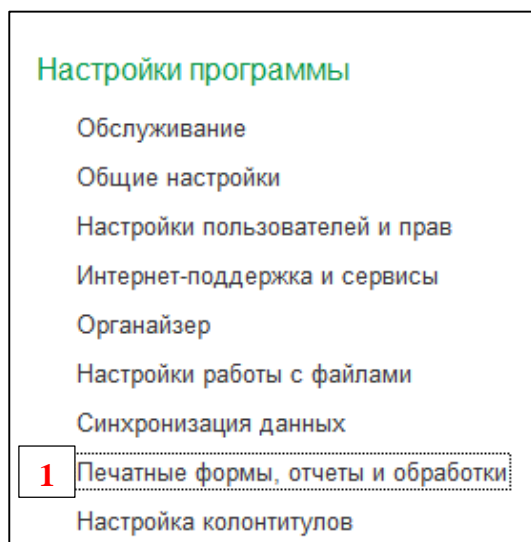 Настройки программы
Обслуживание
Общие настройки
Настройки пользователей и прав
Интернет-поддержка и сервисы
Органайзер
Настройки работы с файлами
Синхронизация данных
1 Печатные формы, отчеты и обработки
Настройка колонтитулов